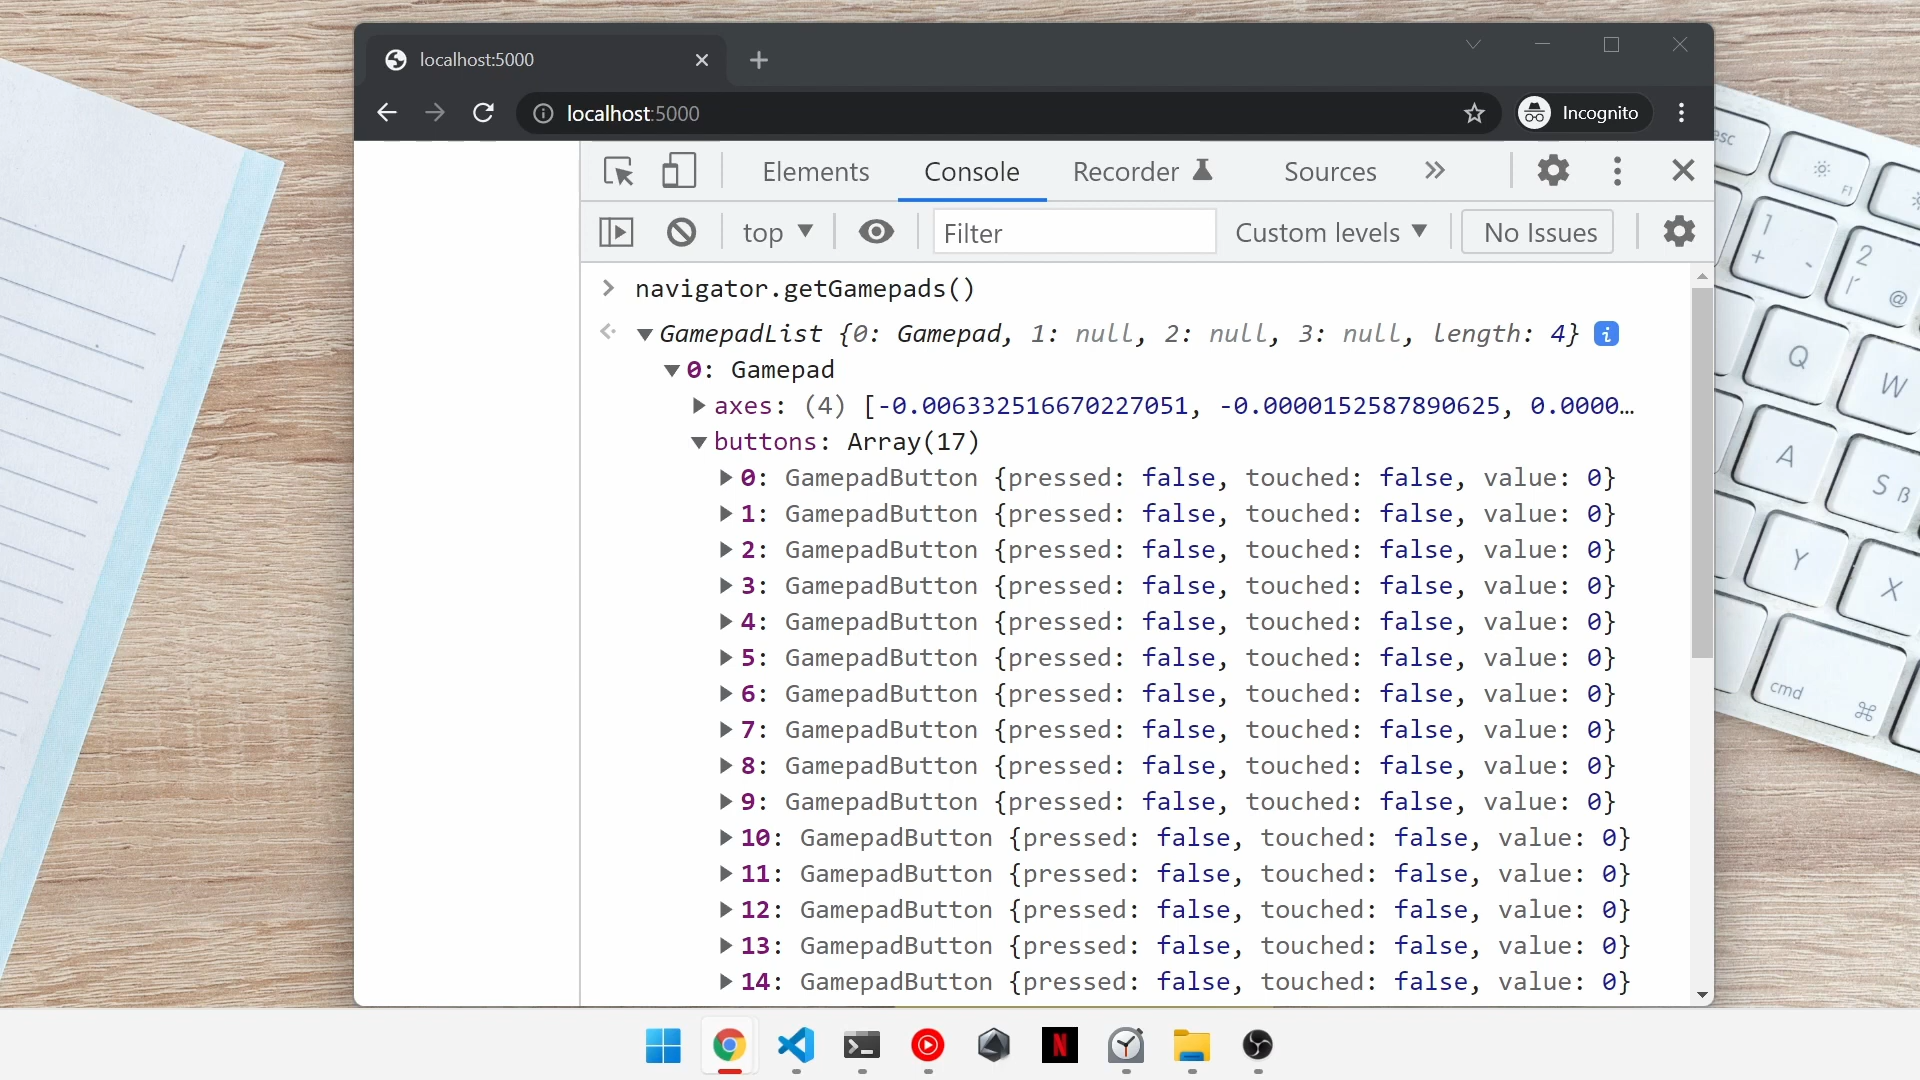 localhost:5000
localhost:5000
Incognito
Elements
Console
Recorder
Sources
top
Filter
Custom levels
No Issues
navigator.getGamepads()
GamepadList {0: Gamepad, 1: null, 2: null, 3: null, length: 4}
0: Gamepad
axes: (4) [-0.006332516670227051, -0.0000152587890625, 0.0000…
buttons: Array(17)
0: GamepadButton {pressed: false, touched: false, value: 0}
1: GamepadButton {pressed: false, touched: false, value: 0}
2: GamepadButton {pressed: false, touched: false, value: 0}
3: GamepadButton {pressed: false, touched: false, value: 0}
4: GamepadButton {pressed: false, touched: false, value: 0}
5: GamepadButton {pressed: false, touched: false, value: 0}
6: GamepadButton {pressed: false, touched: false, value: 0}
7: GamepadButton {pressed: false, touched: false, value: 0}
8: GamepadButton {pressed: false, touched: false, value: 0}
9: GamepadButton {pressed: false, touched: false, value: 0}
10: GamepadButton {pressed: false, touched: false, value: 0}
11: GamepadButton {pressed: false, touched: false, value: 0}
12: GamepadButton {pressed: false, touched: false, value: 0}
13: GamepadButton {pressed: false, touched: false, value: 0}
14: GamepadButton {pressed: false, touched: false, value: 0}
esc
F1
1
+
2
@
Q
W
A
S ß
Y
X
cmd ⌘
N